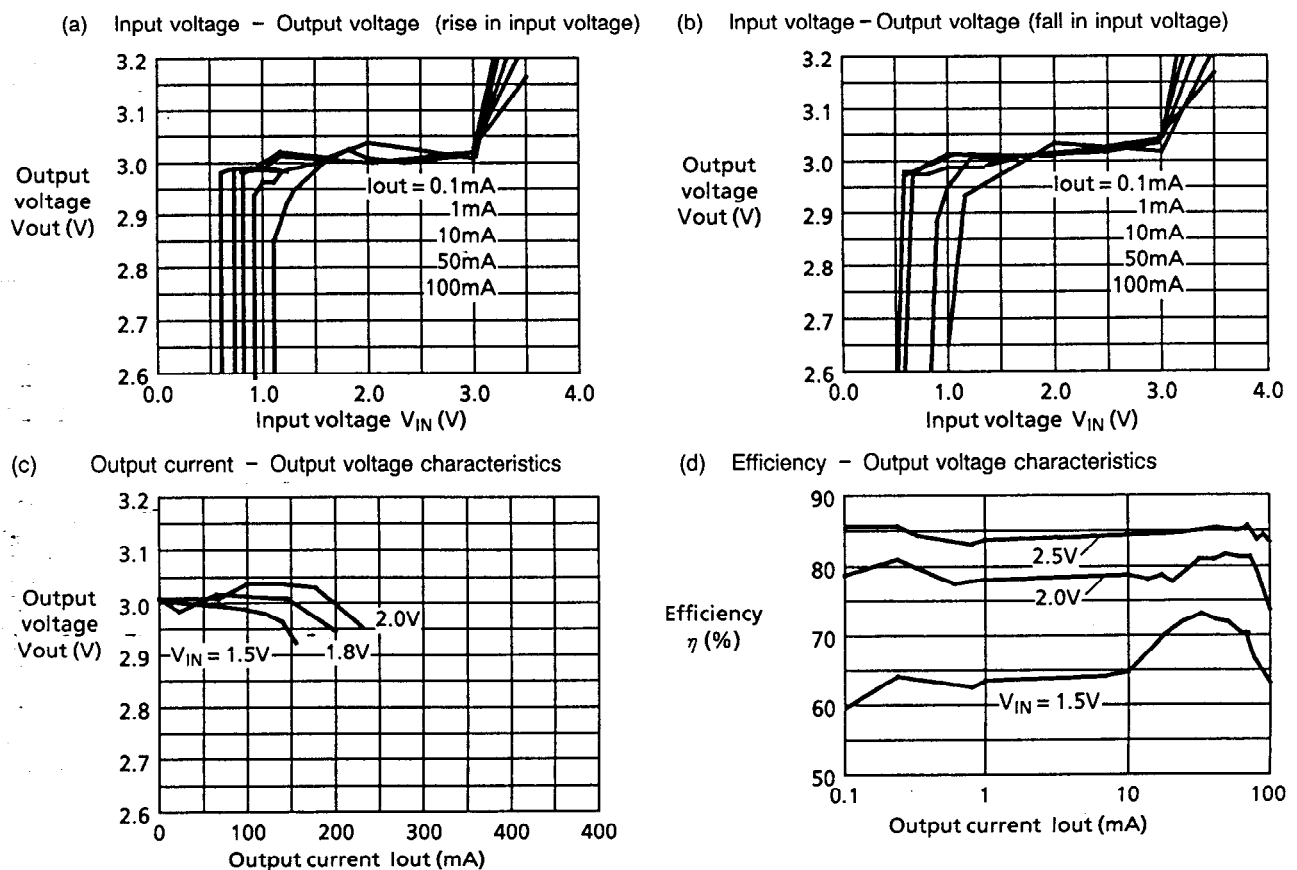 (a) Input voltage – Output voltage (rise in input voltage)
3.2
3.1
3.0
2.9
2.8
2.7
2.6
Output
voltage
Vout (V)
Iout = 0.1mA
1mA
10mA
50mA
100mA
0.0 1.0 2.0 3.0 4.0
Input voltage VIN (V)
(b) Input voltage – Output voltage (fall in input voltage)
3.2
3.1
3.0
2.9
2.8
2.7
2.6
Output
voltage
Vout (V)
Iout = 0.1mA
1mA
10mA
50mA
100mA
0.0 1.0 2.0 3.0 4.0
Input voltage VIN (V)
(c) Output current – Output voltage characteristics
3.2
3.1
3.0
2.9
2.8
2.7
2.6
Output
voltage
Vout (V)
2.0V
VIN = 1.5V
1.8V
0 100 200 300 400 400
Output current Iout (mA)
(d) Efficiency – Output voltage characteristics
90
80
70
60
50
Efficiency
η (%)
2.5V
2.0V
VIN = 1.5V
0.1 1 10 100
Output current Iout (mA)